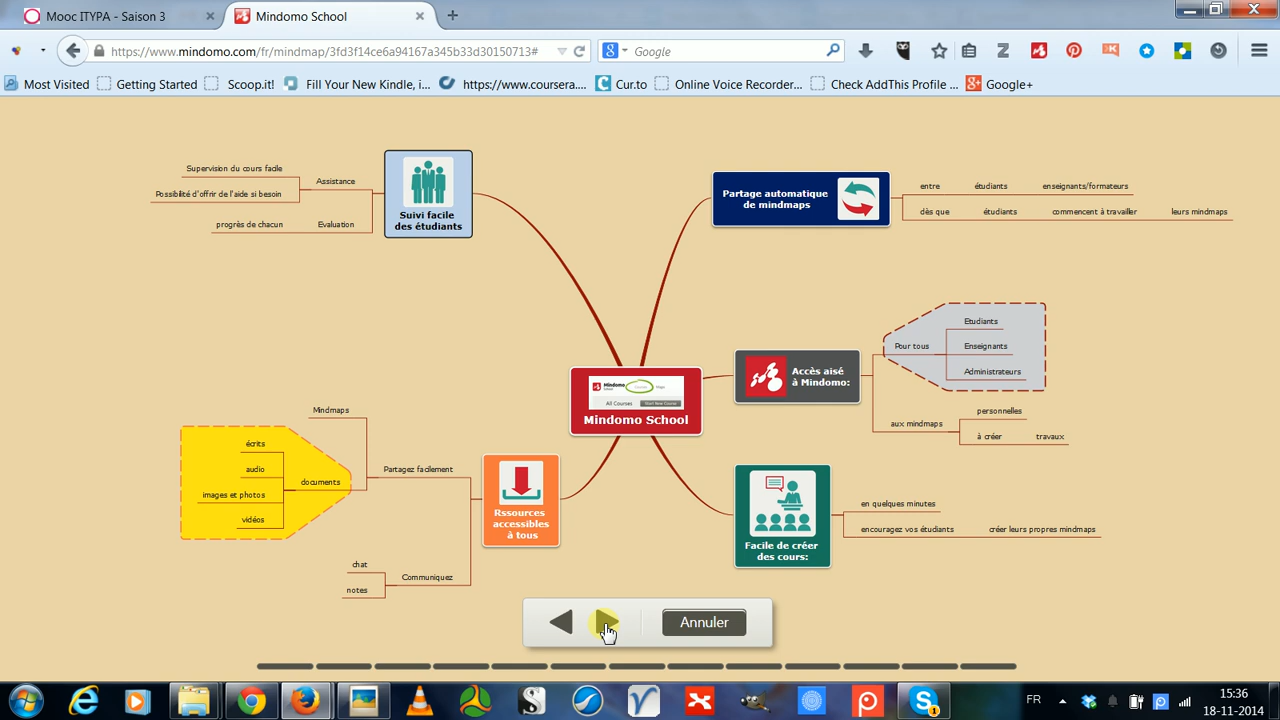 Mooc ITYPA - Saison 3
Mindomo School
https://www.mindomo.com/fr/mindmap/3fd3f14ce6a94167a345b33d30150713#
Google
Most Visited
Getting Started
Scoop.it!
Fill Your New Kindle, i...
https://www.coursera....
Cur.to
Online Voice Recorder...
Check AddThis Profile ...
Google+
Supervision du cours facile
Assistance
Possibilité d'offrir de l'aide si besoin
progrès de chacun
Evaluation
Suivi facile
des étudiants
Partage automatique
de mindmaps
entre
étudiants
enseignants/formateurs
dès que
étudiants
commencent à travailler
leurs mindmaps
Accès aisé
à Mindomo:
Pour tous
Etudiants
Enseignants
Administrateurs
aux mindmaps
personnelles
à créer
travaux
Mindomo
All Courses
Start New Course
Mindomo School
Mindmaps
écrits
audio
images et photos
vidéos
documents
Partagez facilement
chat
notes
Communiquez
Rssources
accessibles
à tous
Facile de créer
des cours:
en quelques minutes
encouragez vos étudiants
créer leurs propres mindmaps
Annuler
FR
15:36
18-11-2014